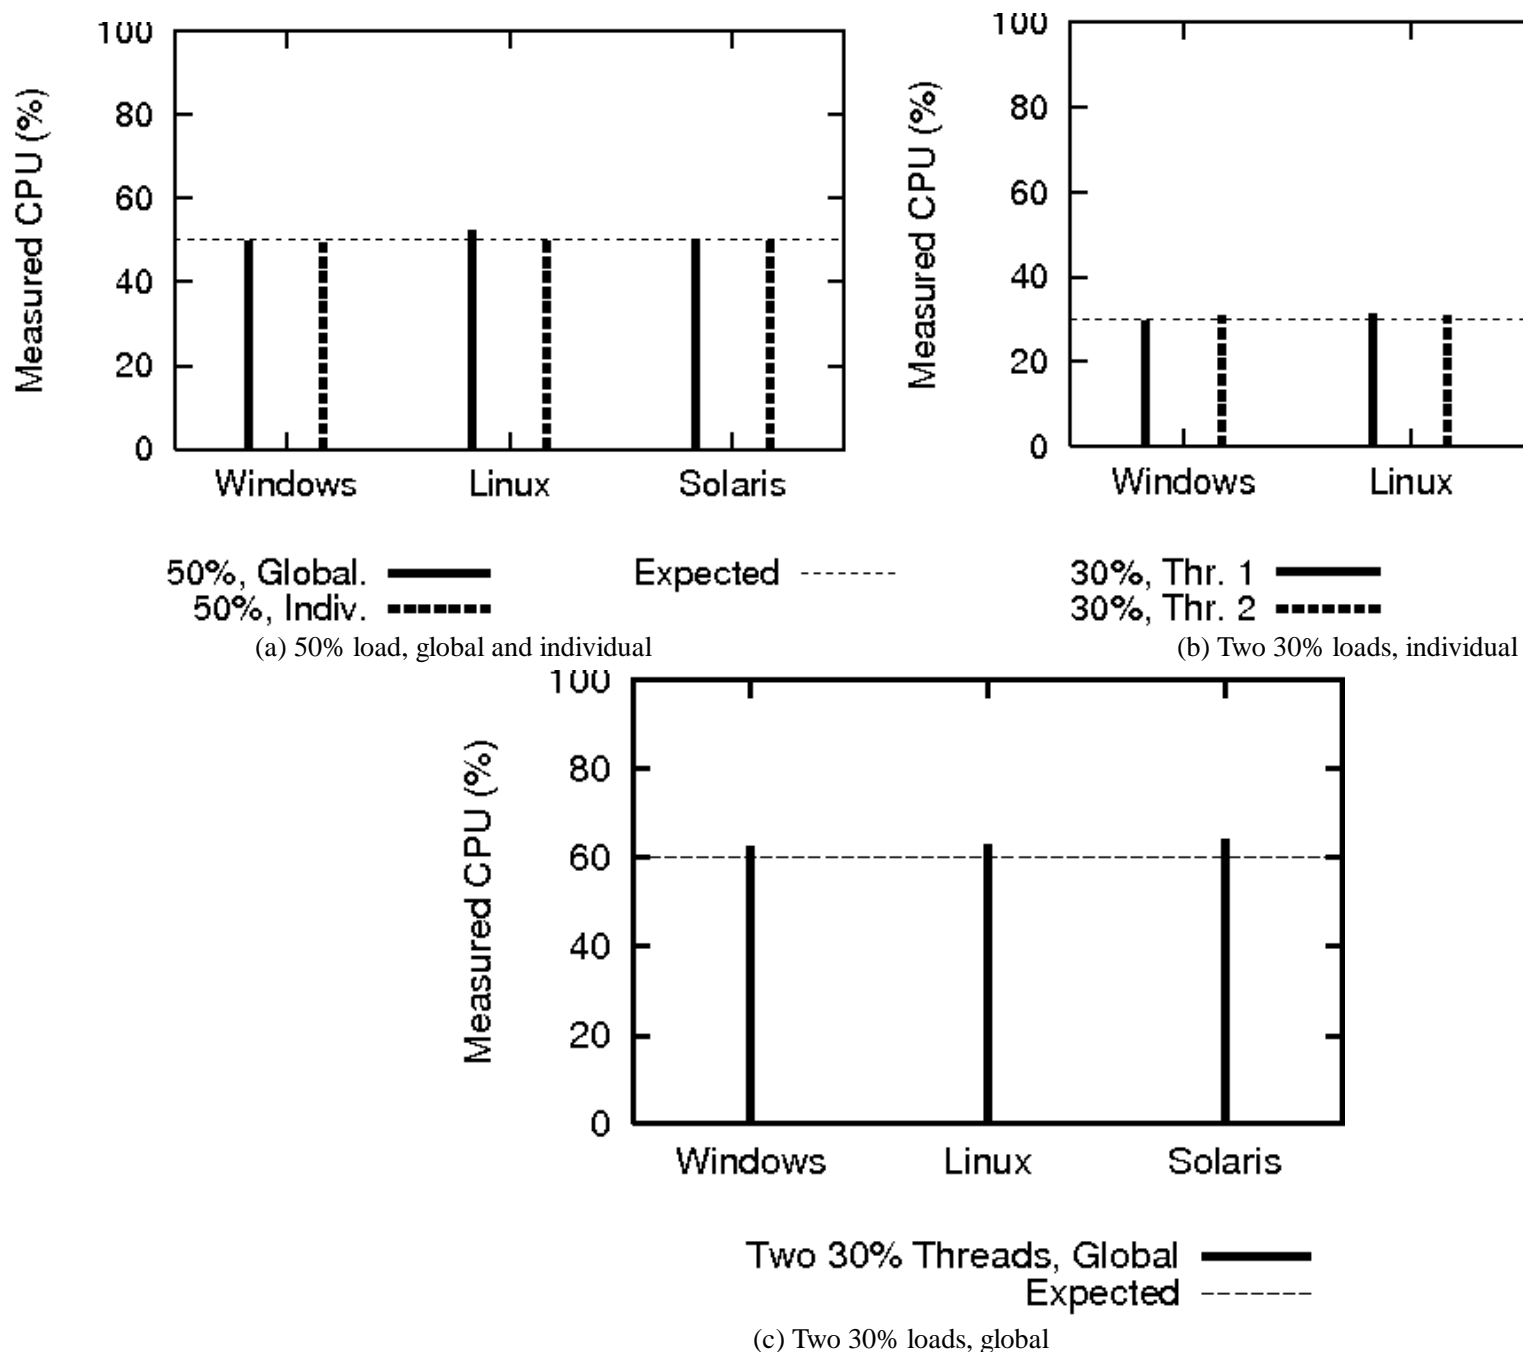 100
80
60
40
20
0
Measured CPU (%)
Windows Linux Solaris
50%, Global.
50%, Indiv.
Expected
(a) 50% load, global and individual
100
80
60
40
20
0
Measured CPU (%)
Windows Linux
30%, Thr. 1
30%, Thr. 2
(b) Two 30% loads, individual
100
80
60
40
20
0
Measured CPU (%)
Windows Linux Solaris
Two 30% Threads, Global
Expected
(c) Two 30% loads, global